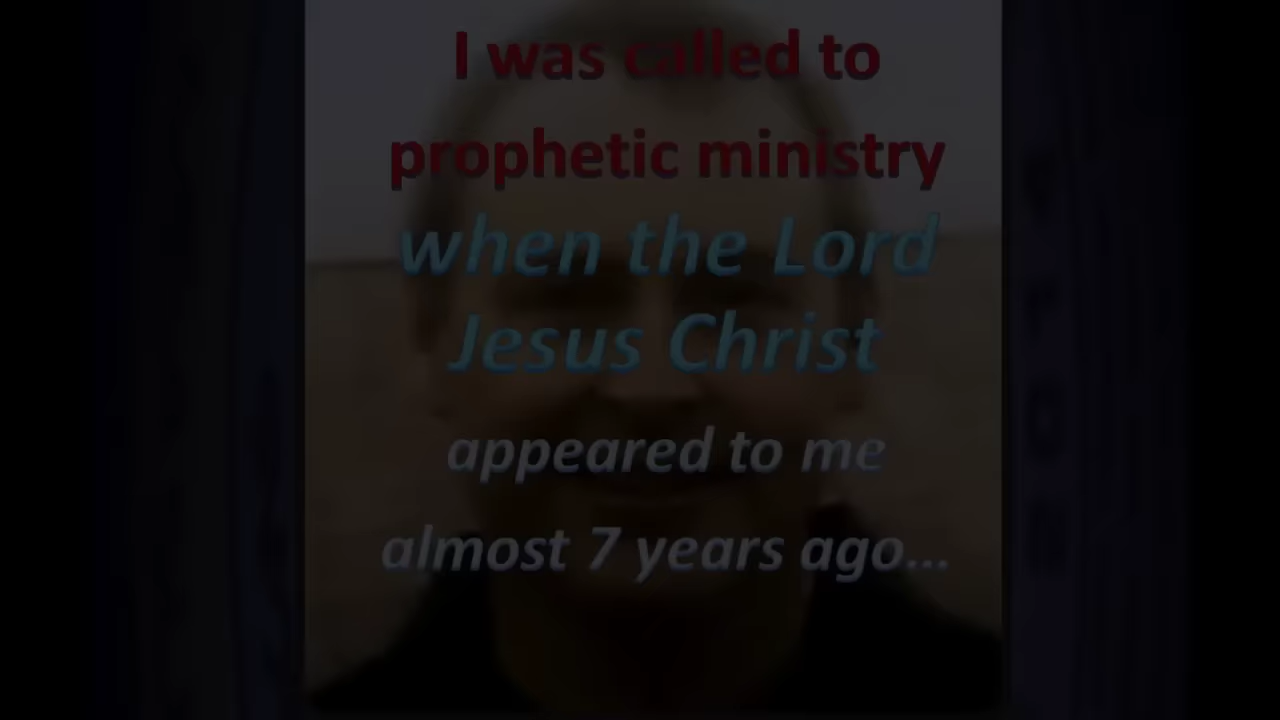 I was called to
prophetic ministry
when the Lord
Jesus Christ
appeared to me
almost 7 years ago...